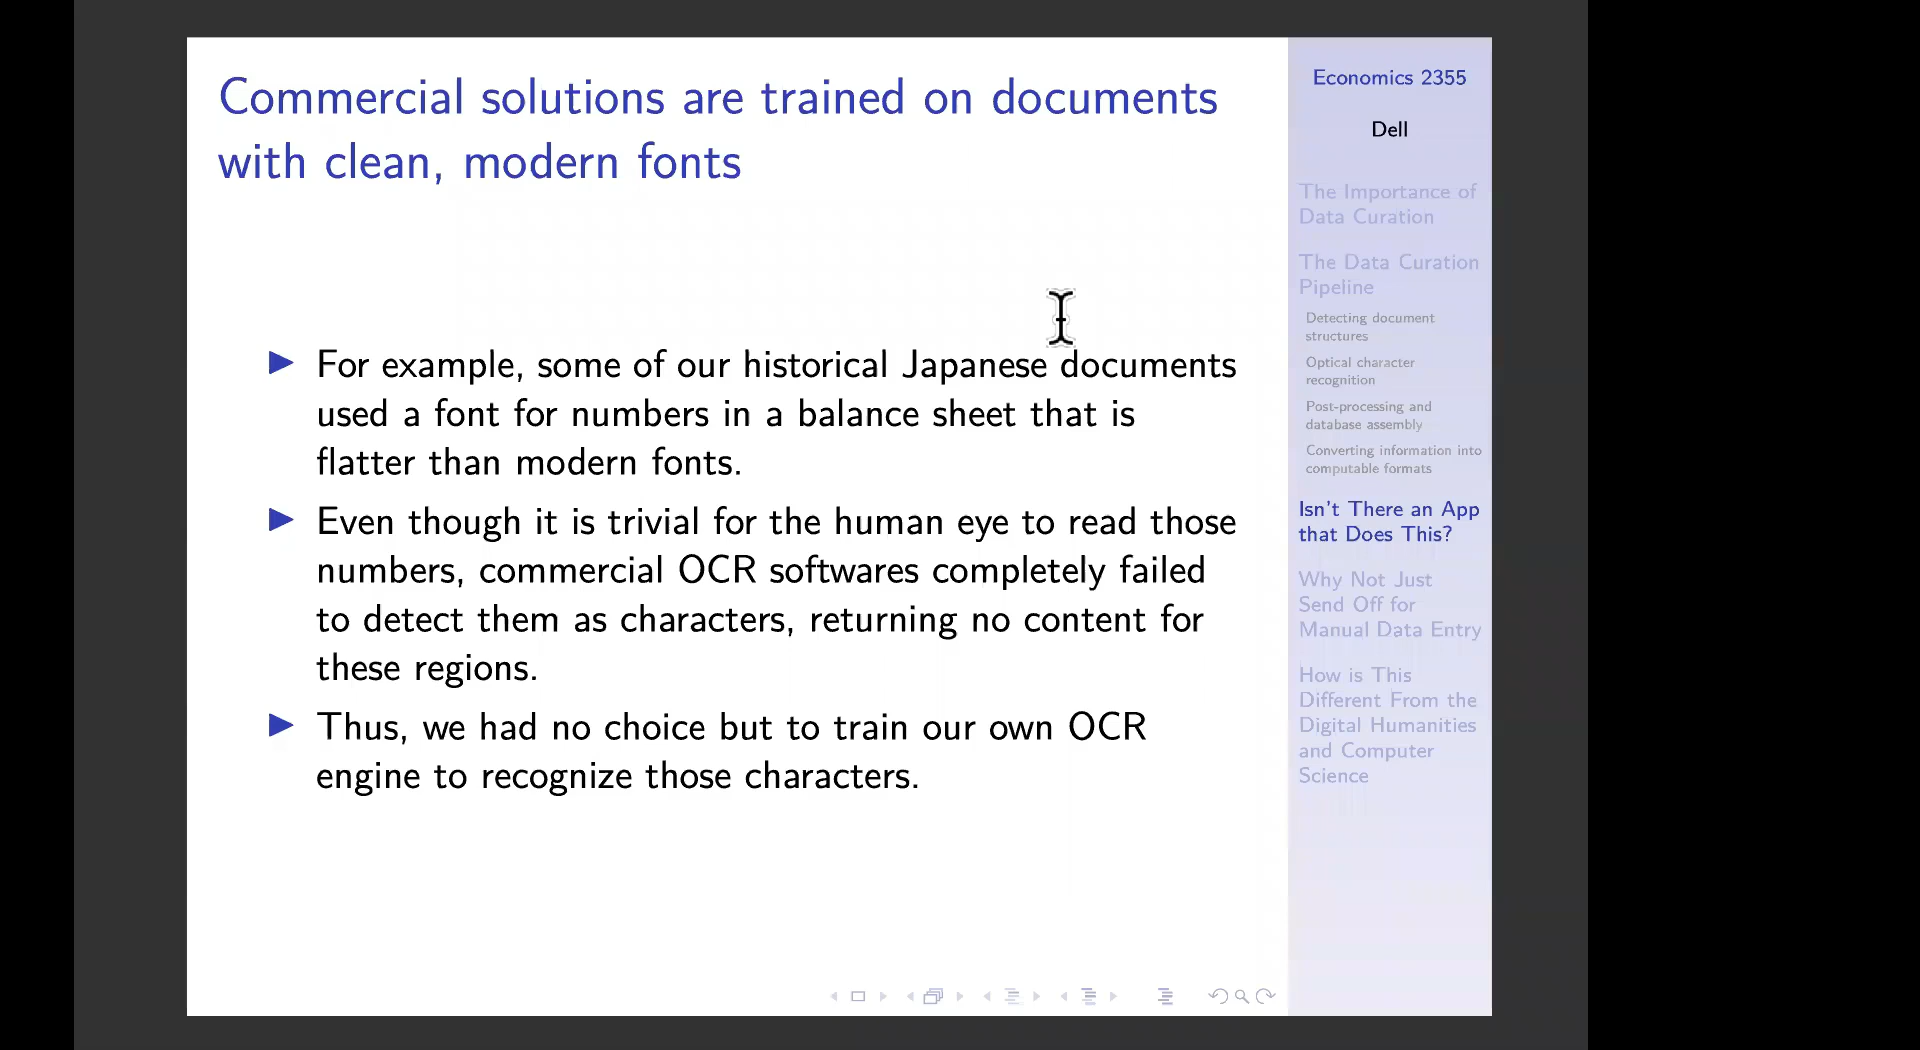 Commercial solutions are trained on documents
with clean, modern fonts
For example, some of our historical Japanese documents
used a font for numbers in a balance sheet that is
flatter than modern fonts.
Even though it is trivial for the human eye to read those
numbers, commercial OCR softwares completely failed
to detect them as characters, returning no content for
these regions.
Thus, we had no choice but to train our own OCR
engine to recognize those characters.
Economics 2355
Dell
The Importance of
Data Curation
The Data Curation
Pipeline
Detecting document
structures
Optical character
recognition
Post-processing and
database assembly
Converting information into
computable formats
Isn't There an App
that Does This?
Why Not Just
Send Off for
Manual Data Entry
How is This
Different From the
Digital Humanities
and Computer
Science